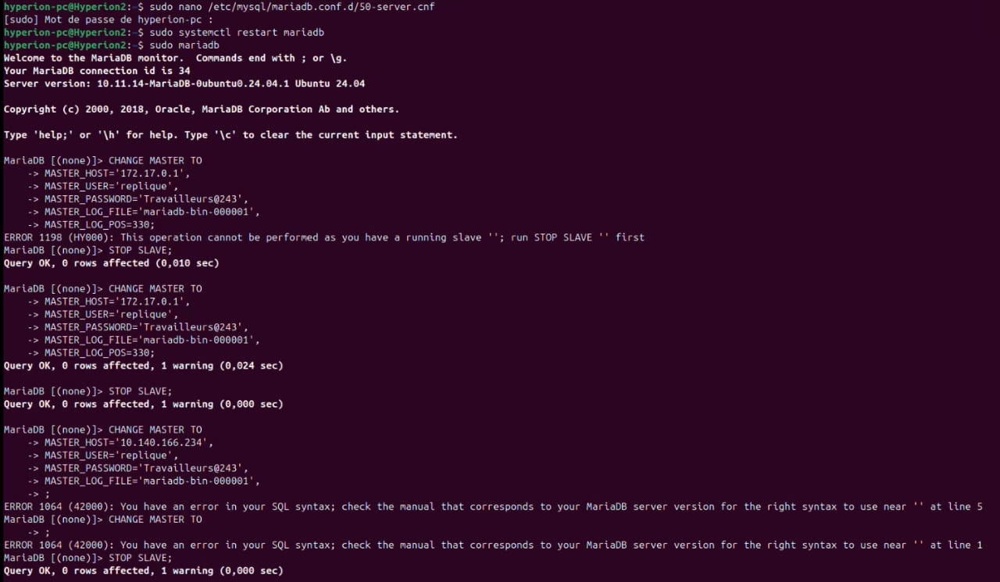 hyperion-pc@Hyperion2:~$ sudo nano /etc/mysql/mariadb.conf.d/50-server.cnf
[sudo] Mot de passe de hyperion-pc :
hyperion-pc@Hyperion2:~$ sudo systemctl restart mariadb
hyperion-pc@Hyperion2:~$ sudo mariadb
Welcome to the MariaDB monitor.  Commands end with ; or \g.
Your MariaDB connection id is 34
Server version: 10.11.14-MariaDB-0ubuntu0.24.04.1 Ubuntu 24.04

Copyright (c) 2000, 2018, Oracle, MariaDB Corporation Ab and others.

Type 'help;' or '\h' for help. Type '\c' to clear the current input statement.

MariaDB [(none)]> CHANGE MASTER TO
    -> MASTER_HOST='172.17.0.1',
    -> MASTER_USER='replique',
    -> MASTER_PASSWORD='Travailleurs@243',
    -> MASTER_LOG_FILE='mariadb-bin-000001',
    -> MASTER_LOG_POS=330;
ERROR 1198 (HY000): This operation cannot be performed as you have a running slave ''; run STOP SLAVE '' first
MariaDB [(none)]> STOP SLAVE;
Query OK, 0 rows affected (0,010 sec)

MariaDB [(none)]> CHANGE MASTER TO
    -> MASTER_HOST='172.17.0.1',
    -> MASTER_USER='replique',
    -> MASTER_PASSWORD='Travailleurs@243',
    -> MASTER_LOG_FILE='mariadb-bin-000001',
    -> MASTER_LOG_POS=330;
Query OK, 0 rows affected, 1 warning (0,024 sec)

MariaDB [(none)]> STOP SLAVE;
Query OK, 0 rows affected, 1 warning (0,000 sec)

MariaDB [(none)]> CHANGE MASTER TO
    -> MASTER_HOST='10.140.166.234',
    -> MASTER_USER='replique',
    -> MASTER_PASSWORD='Travailleurs@243',
    -> MASTER_LOG_FILE='mariadb-bin-000001',
    -> ;
ERROR 1064 (42000): You have an error in your SQL syntax; check the manual that corresponds to your MariaDB server version for the right syntax to use near '' at line 5
MariaDB [(none)]> CHANGE MASTER TO
    -> ;
ERROR 1064 (42000): You have an error in your SQL syntax; check the manual that corresponds to your MariaDB server version for the right syntax to use near '' at line 1
MariaDB [(none)]> STOP SLAVE;
Query OK, 0 rows affected, 1 warning (0,000 sec)